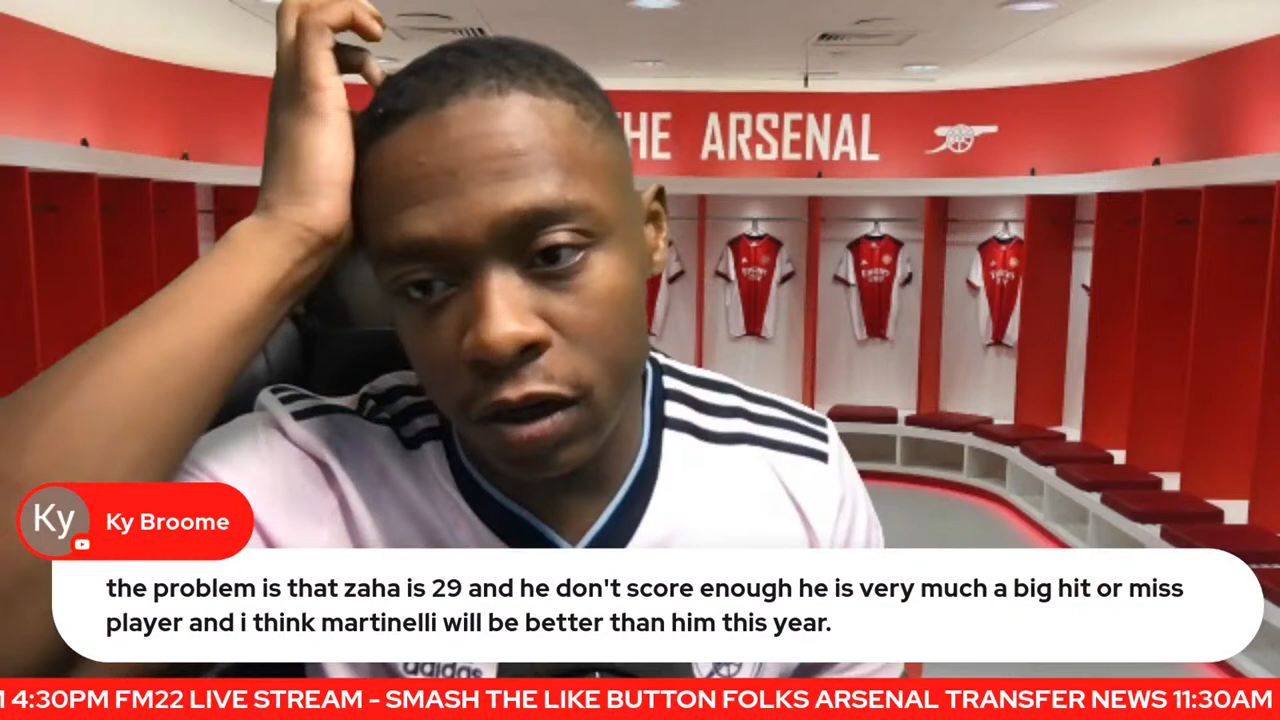 THE ARSENAL
Ky
Ky Broome
the problem is that zaha is 29 and he don't score enough he is very much a big hit or miss
player and i think martinelli will be better than him this year.
adidas
4:30PM FM22 LIVE STREAM - SMASH THE LIKE BUTTON FOLKS ARSENAL TRANSFER NEWS 11:30AM